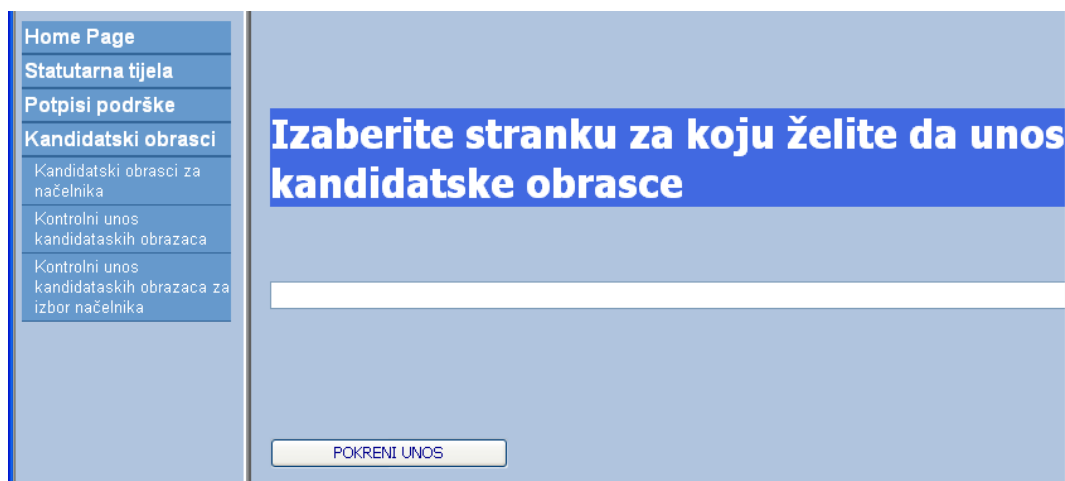 Home Page
Statutarna tijela
Potpisi podrške
Kandidatski obrasci
Kandidatski obrasci za
načelnika
Kontrolni unos
kandidataskih obrazaca
Kontrolni unos
kandidataskih obrazaca za
izbor načelnika
Izaberite stranku za koju želite da unos
kandidatske obrasce
POKRENI UNOS